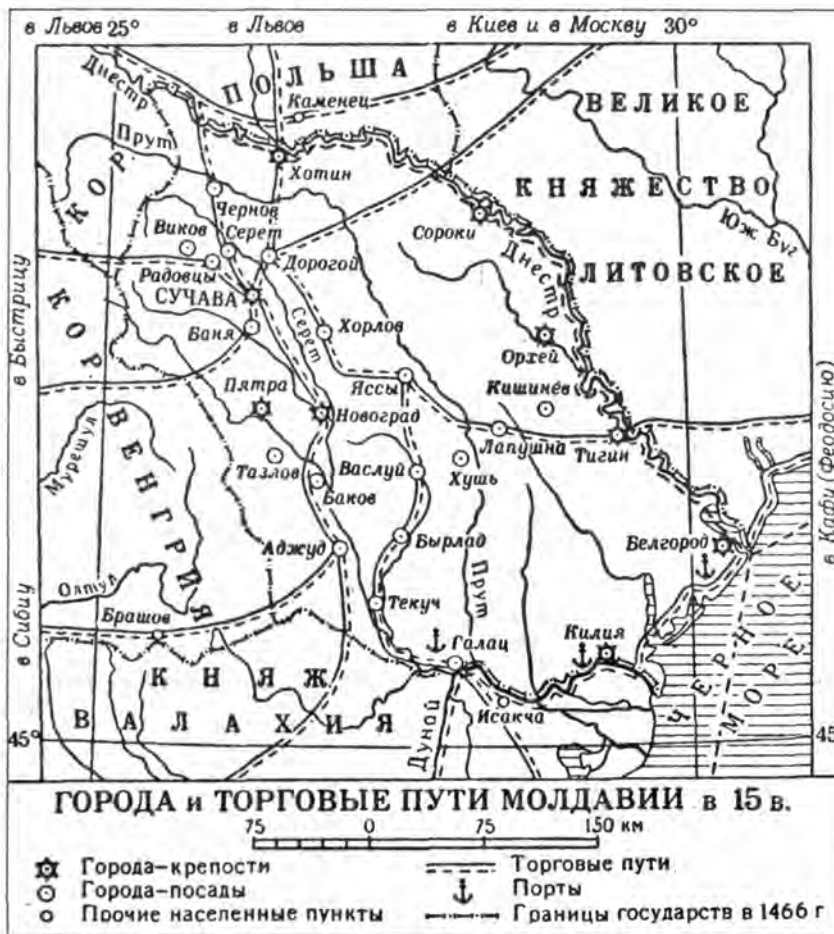 в Львов 25° в Львов в Киев и в Москву 30°
Днестр
ПОЛЬША
Каменец
ВЕЛИКОЕ
Прут
Хотин
КОР
Чернов
КНЯЖЕСТВО
Сороки
Юж Буг
Виков
Серет
Дорогой
Днестр
ЛИТОВСКОЕ
Радовцы
СУЧАВА
в Быстрицу
Баня
Серет
Хорлов
Орхей
КОР
Яссы
Кишинёв
Пятра
Новоград
ВЕНГРИЯ
Лапушна
Тигин
Мурешул
Тазлов
Васлуй
Хушь
Баков
в Кафу (Феодосию)
Аджуд
Бырлад
Белгород
Олтул
Текуч
Прут
в Сибиу
Брашов
Галац
Килия
ЧЕРНОЕ
МОРЕ
КНЯЖ
ВАЛАХИЯ
Дунай
Исакча
45°
45
ГОРОДА и ТОРГОВЫЕ ПУТИ МОЛДАВИИ в 15 в.
75 0 75 150 км
Города-крепости
Города-посады
Прочие населенные пункты
Торговые пути
Порты
Границы государств в 1466 г